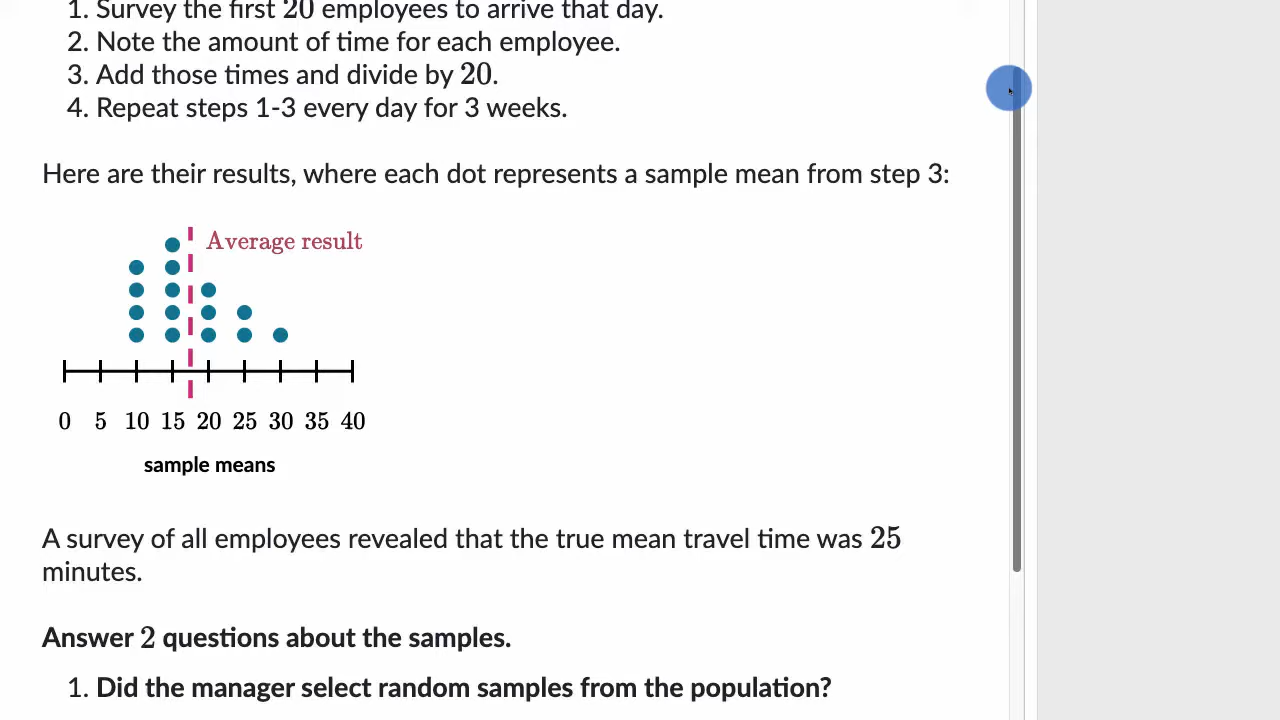 1. Survey the first 20 employees to arrive that day.
2. Note the amount of time for each employee.
3. Add those times and divide by 20.
4. Repeat steps 1-3 every day for 3 weeks.
Here are their results, where each dot represents a sample mean from step 3:
Average result
0 5 10 15 20 25 30 35 40
sample means
A survey of all employees revealed that the true mean travel time was 25
minutes.
Answer 2 questions about the samples.
1. Did the manager select random samples from the population?